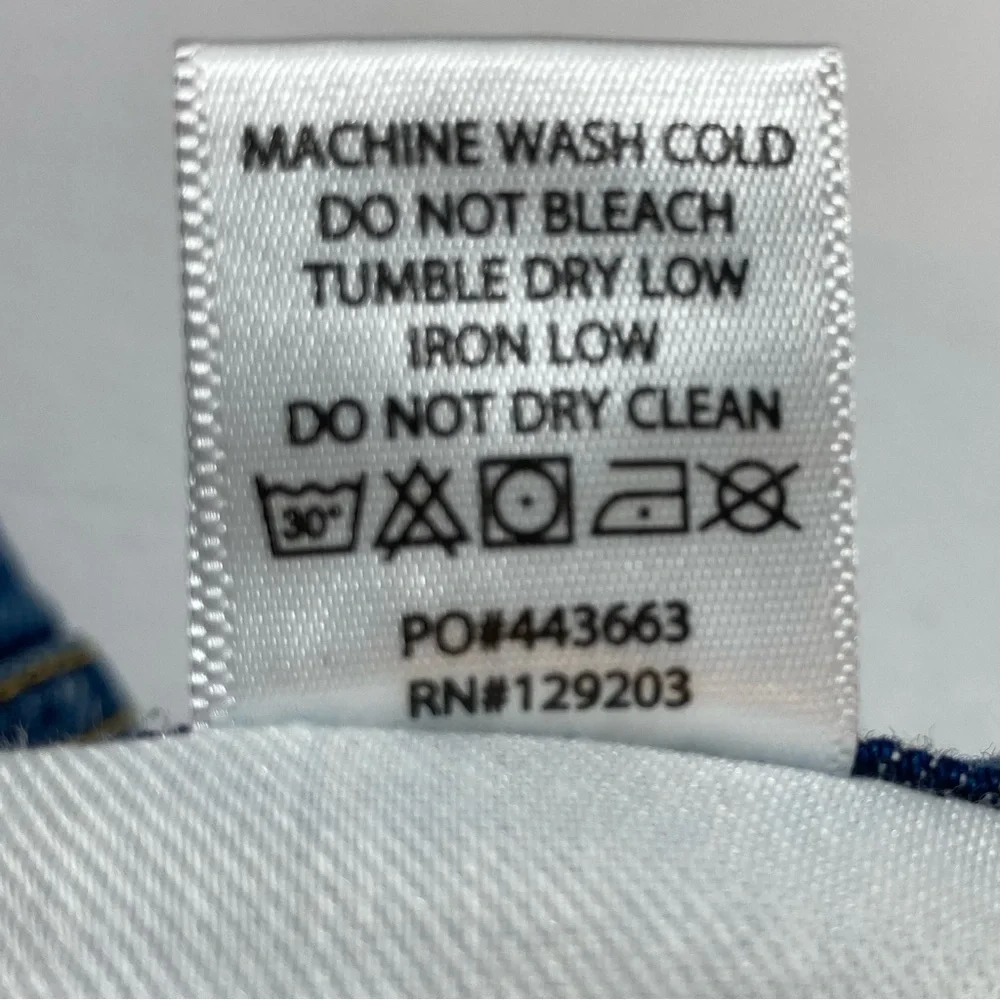 MACHINE WASH COLD
DO NOT BLEACH
TUMBLE DRY LOW
IRON LOW
DO NOT DRY CLEAN
30°
PO#443663
RN#129203